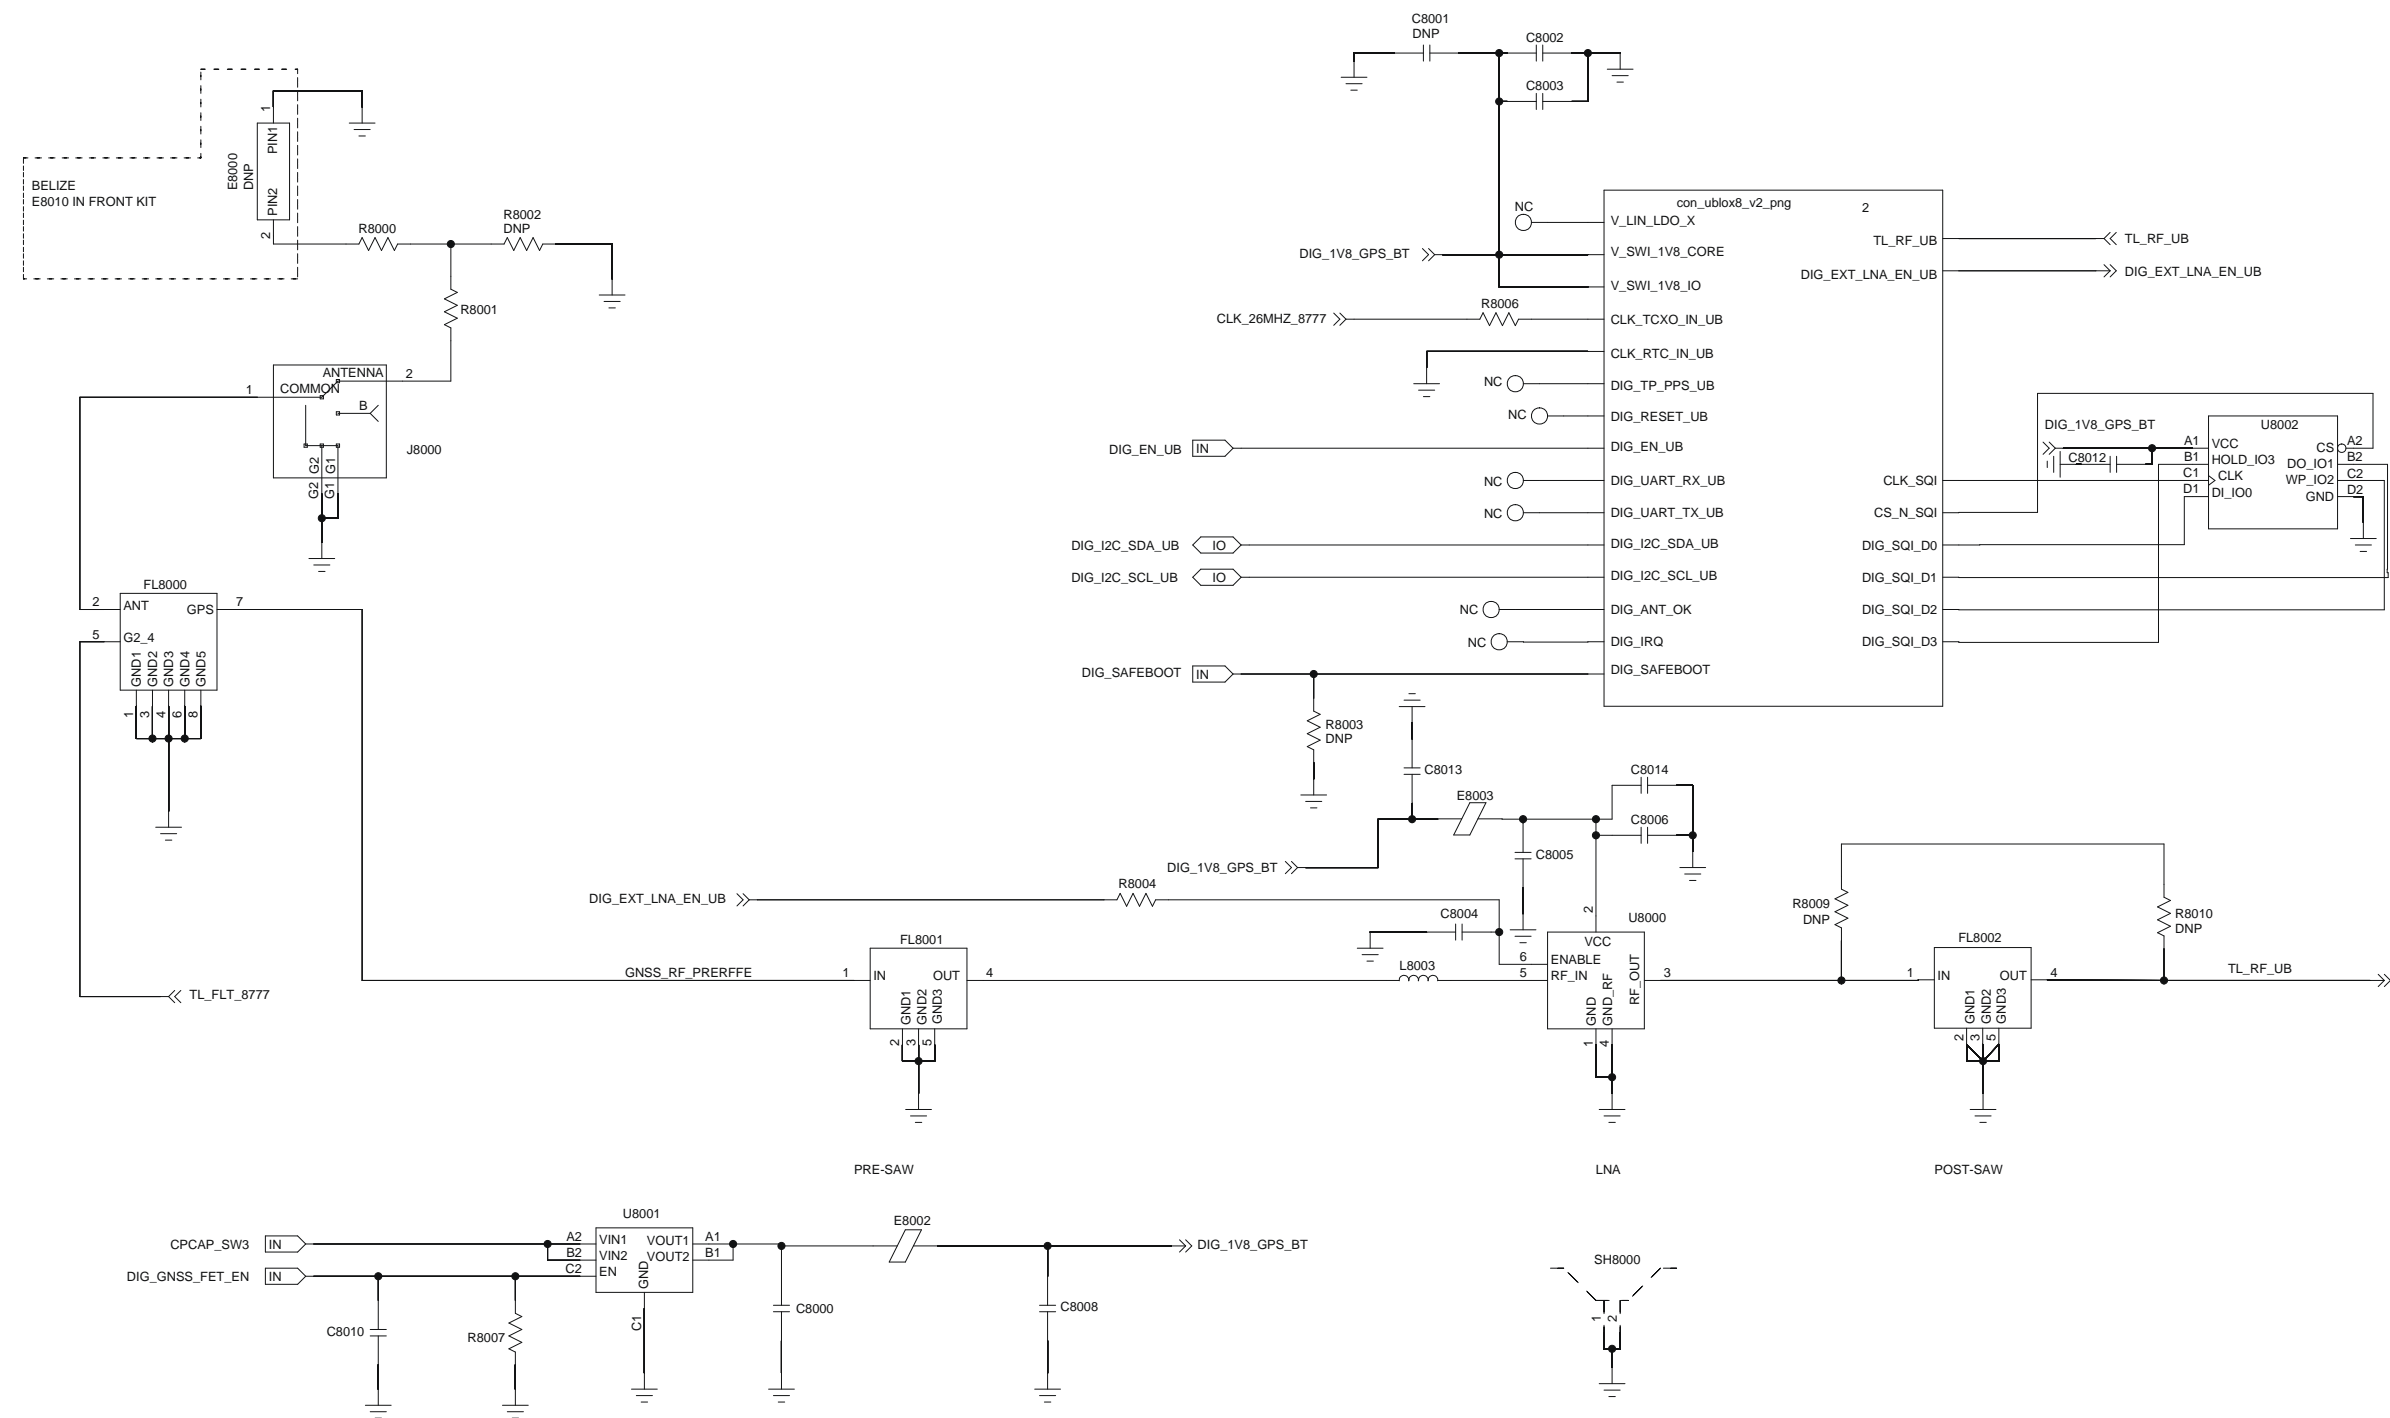 C8001
DNP
C8002
C8003
1
PIN1
E8000
DNP
PIN2
2
BELIZE
E8010 IN FRONT KIT
R8000
R8002
DNP
R8001
ANTENNA
2
1
COMMON
B
J8000
G2
G1
G2
G1
FL8000
2
ANT
GPS
7
5
G2_4
GND1
GND2
GND3
GND4
GND5
1
3
4
6
8
TL_FLT_8777
con_ublox8_v2_png
2
NC
V_LIN_LDO_X
DIG_1V8_GPS_BT
V_SWI_1V8_CORE
V_SWI_1V8_IO
R8006
CLK_26MHZ_8777
CLK_TCXO_IN_UB
CLK_RTC_IN_UB
NC
DIG_TP_PPS_UB
NC
DIG_RESET_UB
DIG_EN_UB
IN
DIG_EN_UB
NC
DIG_UART_RX_UB
NC
DIG_UART_TX_UB
DIG_I2C_SDA_UB
IO
DIG_I2C_SDA_UB
DIG_I2C_SCL_UB
IO
DIG_I2C_SCL_UB
NC
DIG_ANT_OK
NC
DIG_IRQ
DIG_SAFEBOOT
IN
DIG_SAFEBOOT
TL_RF_UB
TL_RF_UB
DIG_EXT_LNA_EN_UB
DIG_EXT_LNA_EN_UB
CLK_SQI
CS_N_SQI
DIG_SQI_D0
DIG_SQI_D1
DIG_SQI_D2
DIG_SQI_D3
DIG_1V8_GPS_BT
C8012
U8002
A1
VCC
CS
A2
B1
HOLD_IO3
DO_IO1
B2
C1
CLK
WP_IO2
C2
D1
DI_IO0
GND
D2
R8003
DNP
C8013
E8003
C8014
C8006
C8005
DIG_1V8_GPS_BT
DIG_EXT_LNA_EN_UB
R8004
C8004
2
U8000
VCC
6
ENABLE
5
RF_IN
GND
GND_RF
RF_OUT
3
1
4
L8003
GNSS_RF_PRERFFE
FL8001
1
IN
OUT
4
GND1
GND2
GND3
2
3
5
R8009
DNP
R8010
DNP
FL8002
1
IN
OUT
4
GND1
GND2
GND3
2
3
5
TL_RF_UB
PRE-SAW
LNA
POST-SAW
U8001
CPCAP_SW3
IN
A2
VIN1
VOUT1
A1
B2
VIN2
VOUT2
B1
DIG_GNSS_FET_EN
IN
C2
EN
GND
C1
C8010
R8007
C8000
E8002
C8008
DIG_1V8_GPS_BT
SH8000
1
2